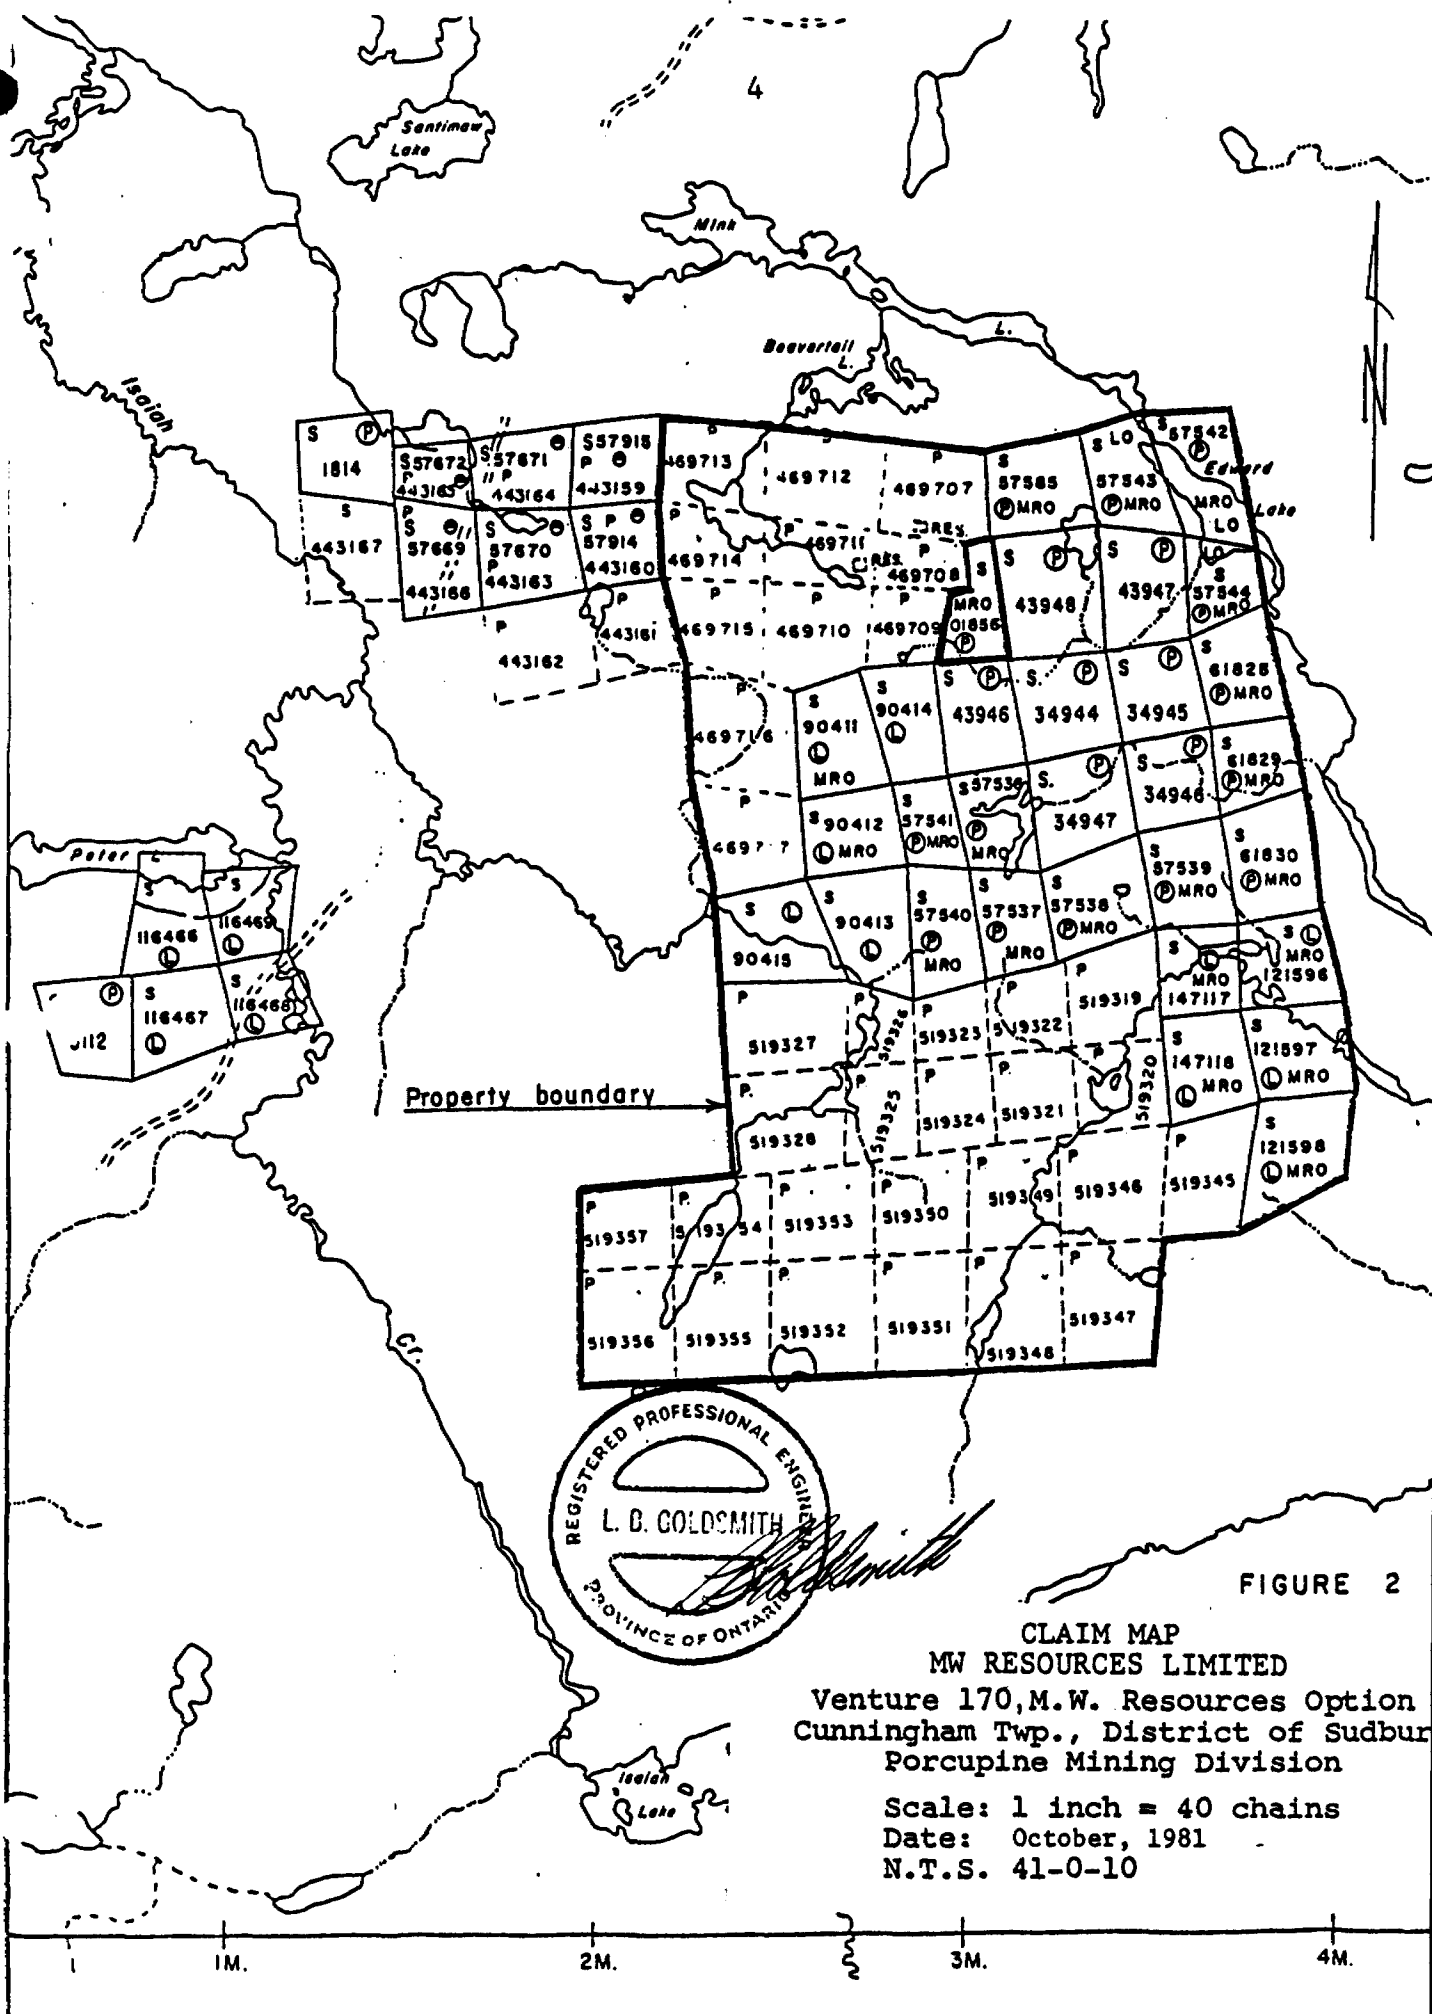 4
Santimaw
Lake
Mink
L.
Beavertail
L.
Isaiah
N
S P
1814
S 57672
P
443165
S 57671
P
443164
S 57915
P
443159
S
443167
P
S
57669
443166
S
57670
P
443163
S P
57914
443160
P
443161
P
443162
469713
469712
P
469707
S
57585
P MRO
S LO
57543
P MRO
S
57542
P
Edward
Lake
MRO
LO
P
469714
P
469711
RES.
RES.
P
469708
S
MRO
P
S P
43948
S P
43947
LO
S
57544
P MRO
P
469715
P
469710
P
469709
P
469716
S
90411
L
MRO
S
90414
L
S P
43946
S. P
34944
S P
34945
S
61828
P MRO
P
S
90412
L MRO
S
57541
P MRO
S 57536
P
MRO
S. P
34947
S P
34946
S
61829
P MRO
S L
90415
90413
L
S
57540
P
MRO
S
57537
P
MRO
S
57538
P MRO
S
57539
P MRO
S
61830
P MRO
Peter L
S
116466
L
S
116469
L
P
S
116467
L
S
116468
L
P
519327
519326
P
519323
P
519322
P
519319
S
L
MRO
147117
S L
MRO
121596
P.
519328
P
519325
P
519324
P.
519321
P
519320
S
147118
L MRO
S
121597
L MRO
Property boundary
P
519357
P.
P
519353
P
519350
P
519349
P
519346
P
519345
S
121598
L MRO
P
519356
P.
519355
P
519352
P
519351
P
519348
P
519347
Cr.
REGISTERED PROFESSIONAL ENGINEER
L. B. GOLDSMITH
PROVINCE OF ONTARIO
FIGURE 2
CLAIM MAP
MW RESOURCES LIMITED
Venture 170,M.W. Resources Option
Cunningham Twp., District of Sudbur
Porcupine Mining Division
Scale: 1 inch = 40 chains
Date: October, 1981
N.T.S. 41-O-10
Isaiah
Lake
1M.
2M.
3M.
4M.